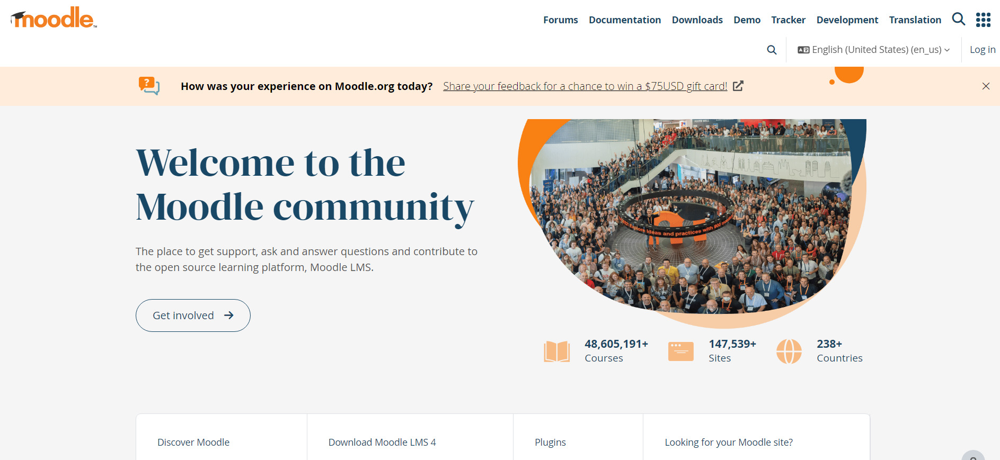 moodle™
Forums Documentation Downloads Demo Tracker Development Translation
English (United States) (en_us)
Log in
How was your experience on Moodle.org today? Share your feedback for a chance to win a $75USD gift card!
Welcome to the
Moodle community
The place to get support, ask and answer questions and contribute to
the open source learning platform, Moodle LMS.
Get involved
POSTER WALL
Explore ideas and practices with 800
48,605,191+
Courses
147,539+
Sites
238+
Countries
Discover Moodle
Download Moodle LMS 4
Plugins
Looking for your Moodle site?